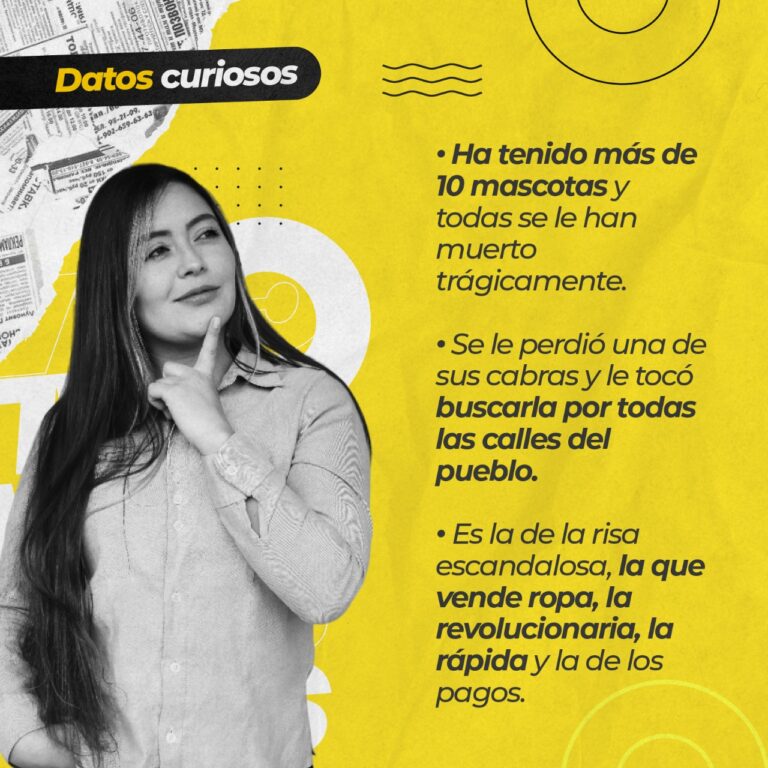 Datos curiosos
• Ha tenido más de
10 mascotas y
todas se le han
muerto
trágicamente.
• Se le perdió una de
sus cabras y le tocó
buscarla por todas
las calles del
pueblo.
• Es la de la risa
escandalosa, la que
vende ropa, la
revolucionaria, la
rápida y la de los
pagos.